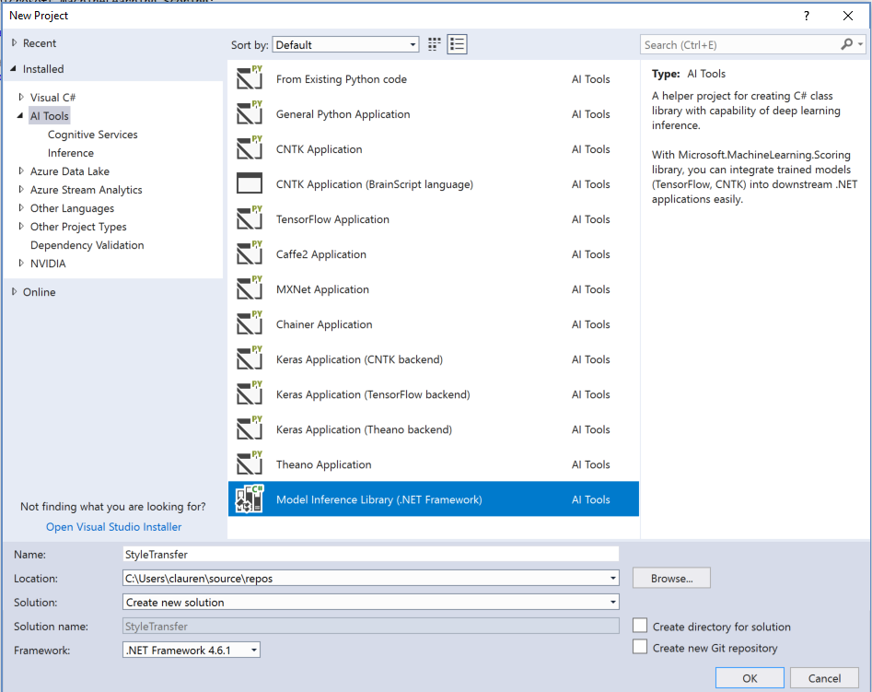 New Project
?
Recent
Installed
Visual C#
AI Tools
Cognitive Services
Inference
Azure Data Lake
Azure Stream Analytics
Other Languages
Other Project Types
Dependency Validation
NVIDIA
Online
Not finding what you are looking for?
Open Visual Studio Installer
Sort by: Default
Search (Ctrl+E)
From Existing Python code AI Tools
General Python Application AI Tools
CNTK Application AI Tools
CNTK Application (BrainScript language) AI Tools
TensorFlow Application AI Tools
Caffe2 Application AI Tools
MXNet Application AI Tools
Chainer Application AI Tools
Keras Application (CNTK backend) AI Tools
Keras Application (TensorFlow backend) AI Tools
Keras Application (Theano backend) AI Tools
Theano Application AI Tools
Model Inference Library (.NET Framework) AI Tools
Type: AI Tools
A helper project for creating C# class
library with capability of deep learning
inference.
With Microsoft.MachineLearning.Scoring
library, you can integrate trained models
(TensorFlow, CNTK) into downstream .NET
applications easily.
Name: StyleTransfer
Location: C:\Users\clauren\source\repos
Browse...
Solution: Create new solution
Solution name: StyleTransfer
Create directory for solution
Framework: .NET Framework 4.6.1
Create new Git repository
OK
Cancel